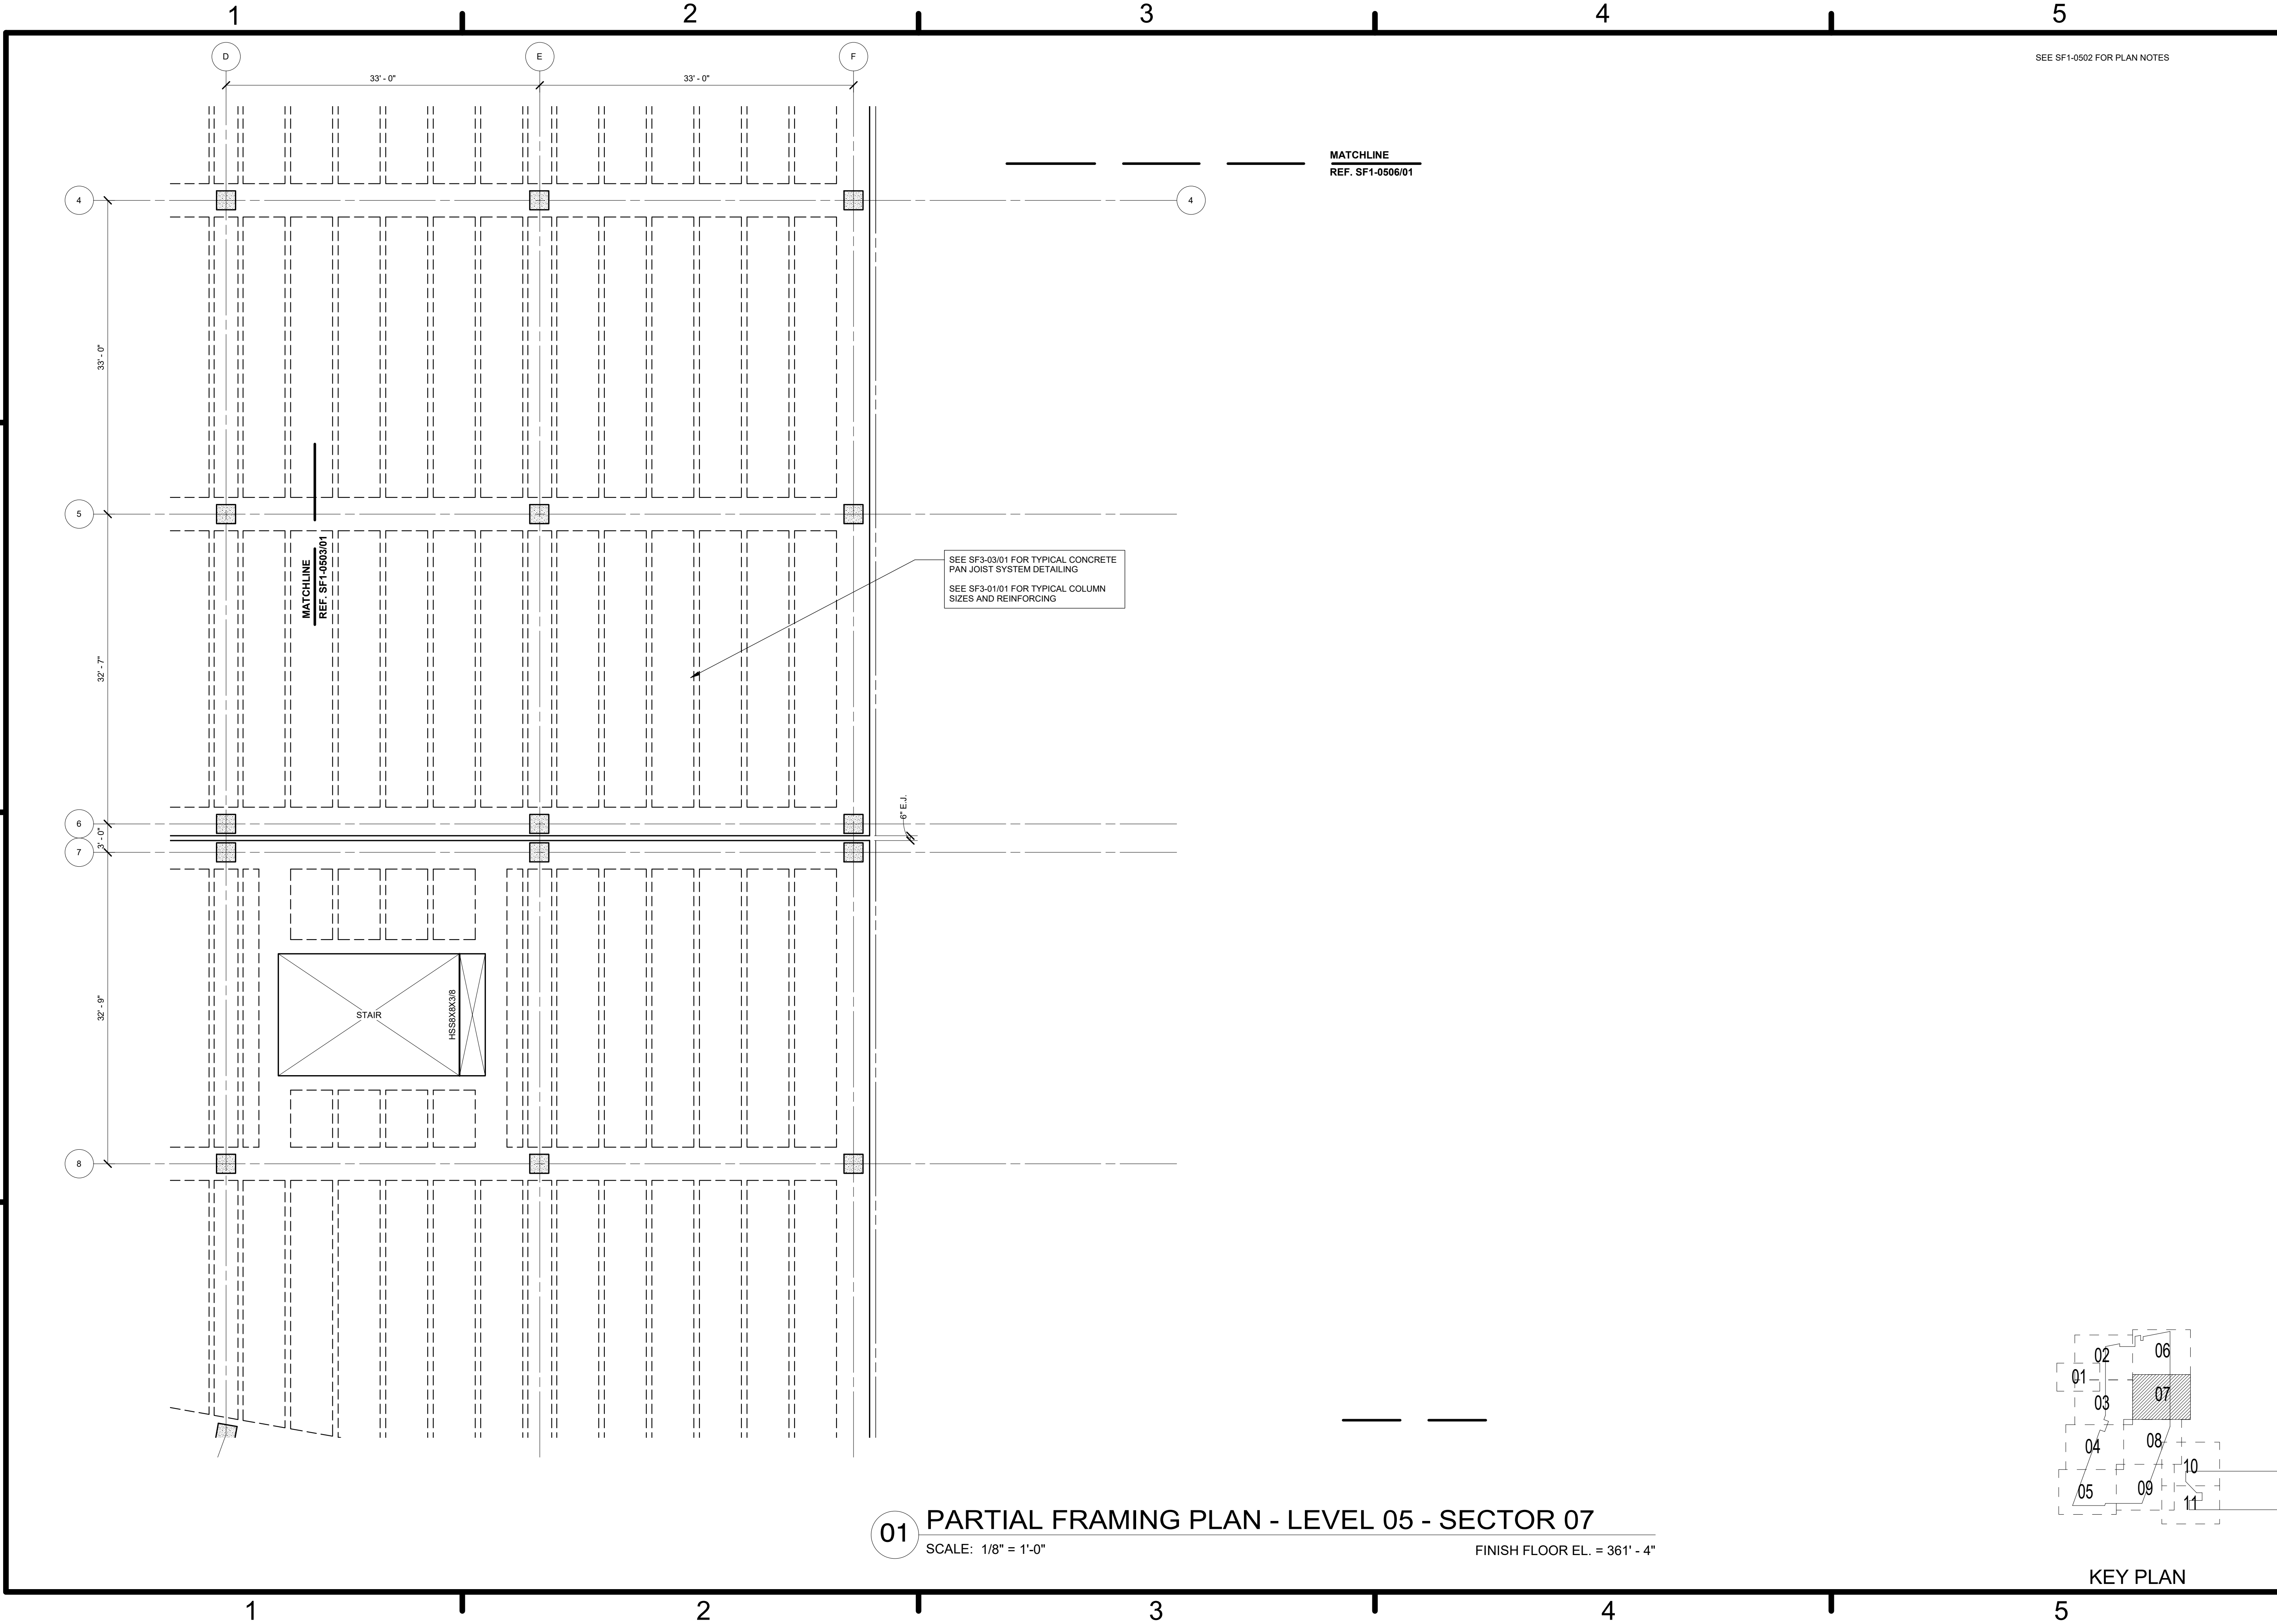 1 2 3 4 5
SEE SF1-0502 FOR PLAN NOTES
D E F
33' - 0" 33' - 0"
MATCHLINE
REF. SF1-0506/01
4 4
33' - 0"
5
MATCHLINE
REF. SF1-0503/01
SEE SF3-03/01 FOR TYPICAL CONCRETE
PAN JOIST SYSTEM DETAILING
SEE SF3-01/01 FOR TYPICAL COLUMN
SIZES AND REINFORCING
32' - 7"
6" E.J.
6
3' - 0"
7
32' - 9"
STAIR
HSS8X8X3/8
8
02
06
01
07
03
04
08
10
05
09
11
01
PARTIAL FRAMING PLAN - LEVEL 05 - SECTOR 07
SCALE: 1/8" = 1'-0"
FINISH FLOOR EL. = 361' - 4"
KEY PLAN
1 2 3 4 5